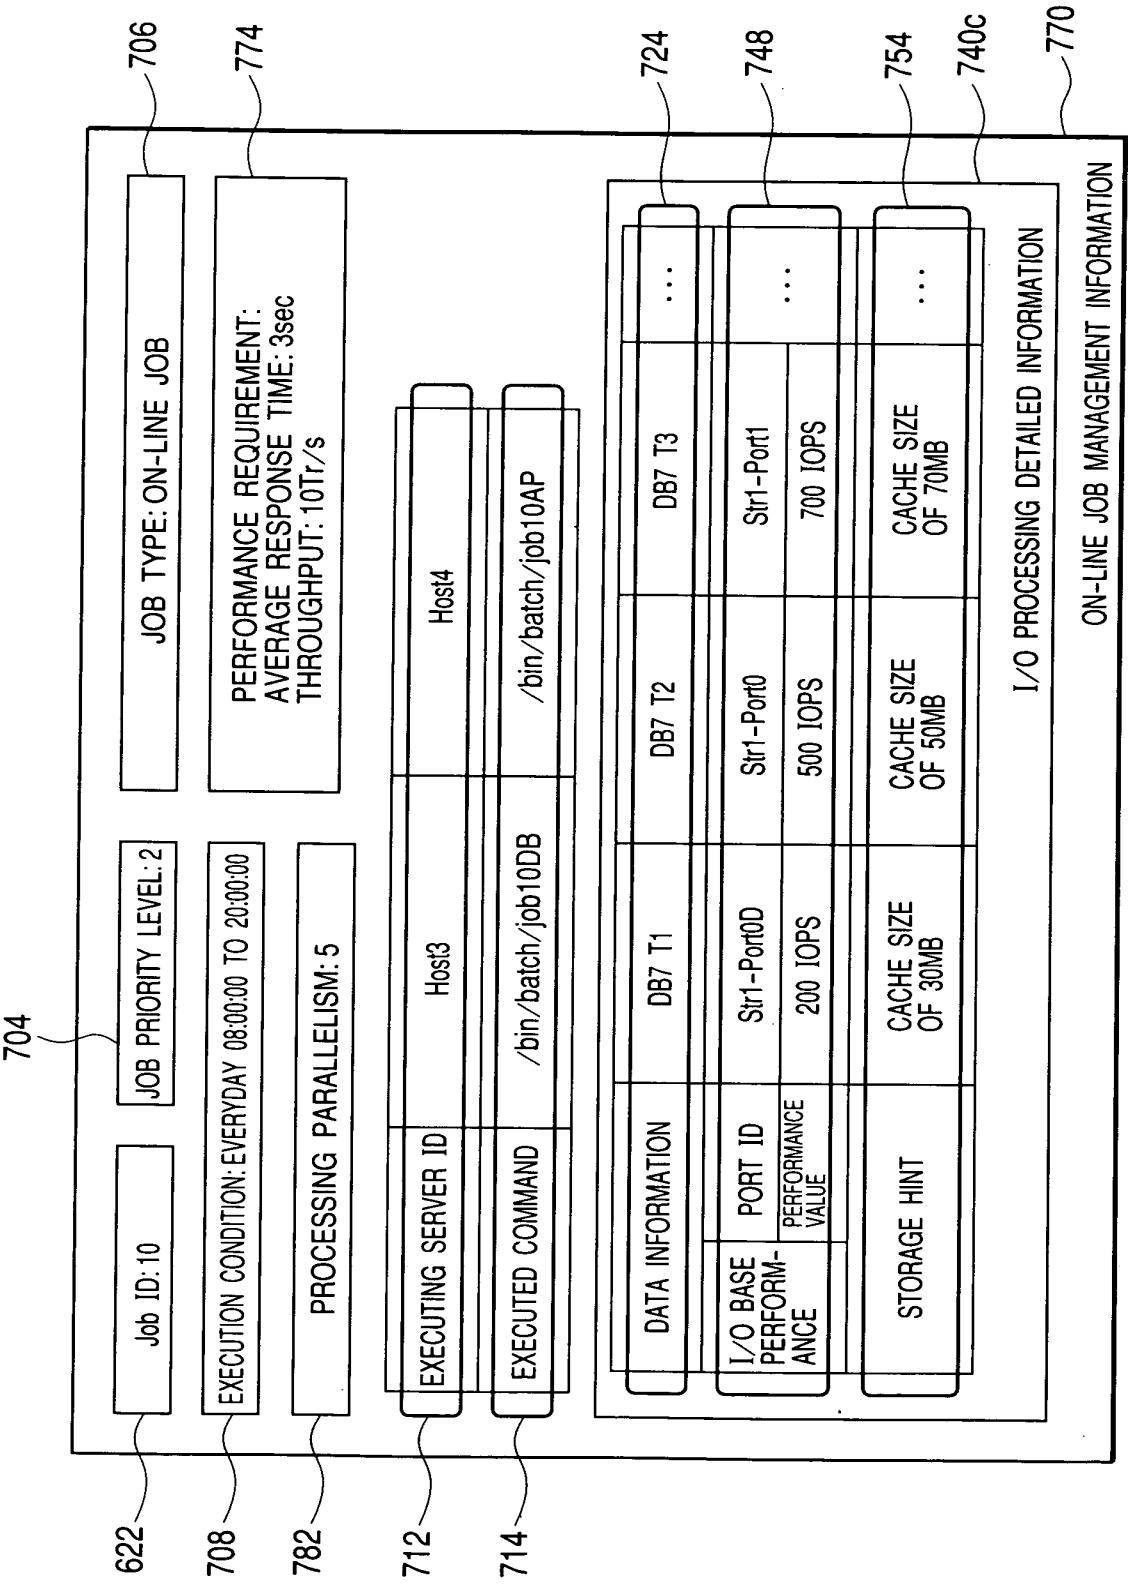 704
706
774
622
Job ID:10
JOB PRIORITY LEVEL:2
JOB TYPE: ON-LINE JOB
708
EXECUTION CONDITION: EVERYDAY 08:00:00 TO 20:00:00
PERFORMANCE REQUIREMENT:
AVERAGE RESPONSE TIME: 3sec
THROUGHPUT: 10Tr/s
782
PROCESSING PARALLELISM: 5
712
EXECUTING SERVER ID
Host3
Host4
714
EXECUTED COMMAND
/bin/batch/job10DB
/bin/batch/job10AP
DATA INFORMATION
DB7 T1
DB7 T2
DB7 T3
...
724
I/O BASE
PERFORM-
ANCE
PORT ID
Str1-Port0D
Str1-Port0
Str1-Port1
...
748
PERFORMANCE
VALUE
200 IOPS
500 IOPS
700 IOPS
STORAGE HINT
CACHE SIZE
OF 30MB
CACHE SIZE
OF 50MB
CACHE SIZE
OF 70MB
...
754
I/O PROCESSING DETAILED INFORMATION
740c
ON-LINE JOB MANAGEMENT INFORMATION
770